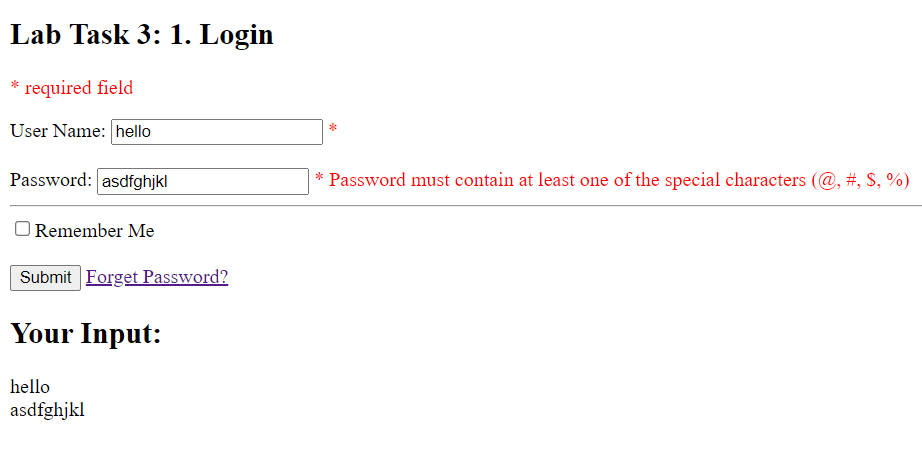 Lab Task 3: 1. Login
* required field
User Name: hello *
Password: asdfghjkl * Password must contain at least one of the special characters (@, #, $, %)
Remember Me
Submit Forget Password?
Your Input:
hello
asdfghjkl